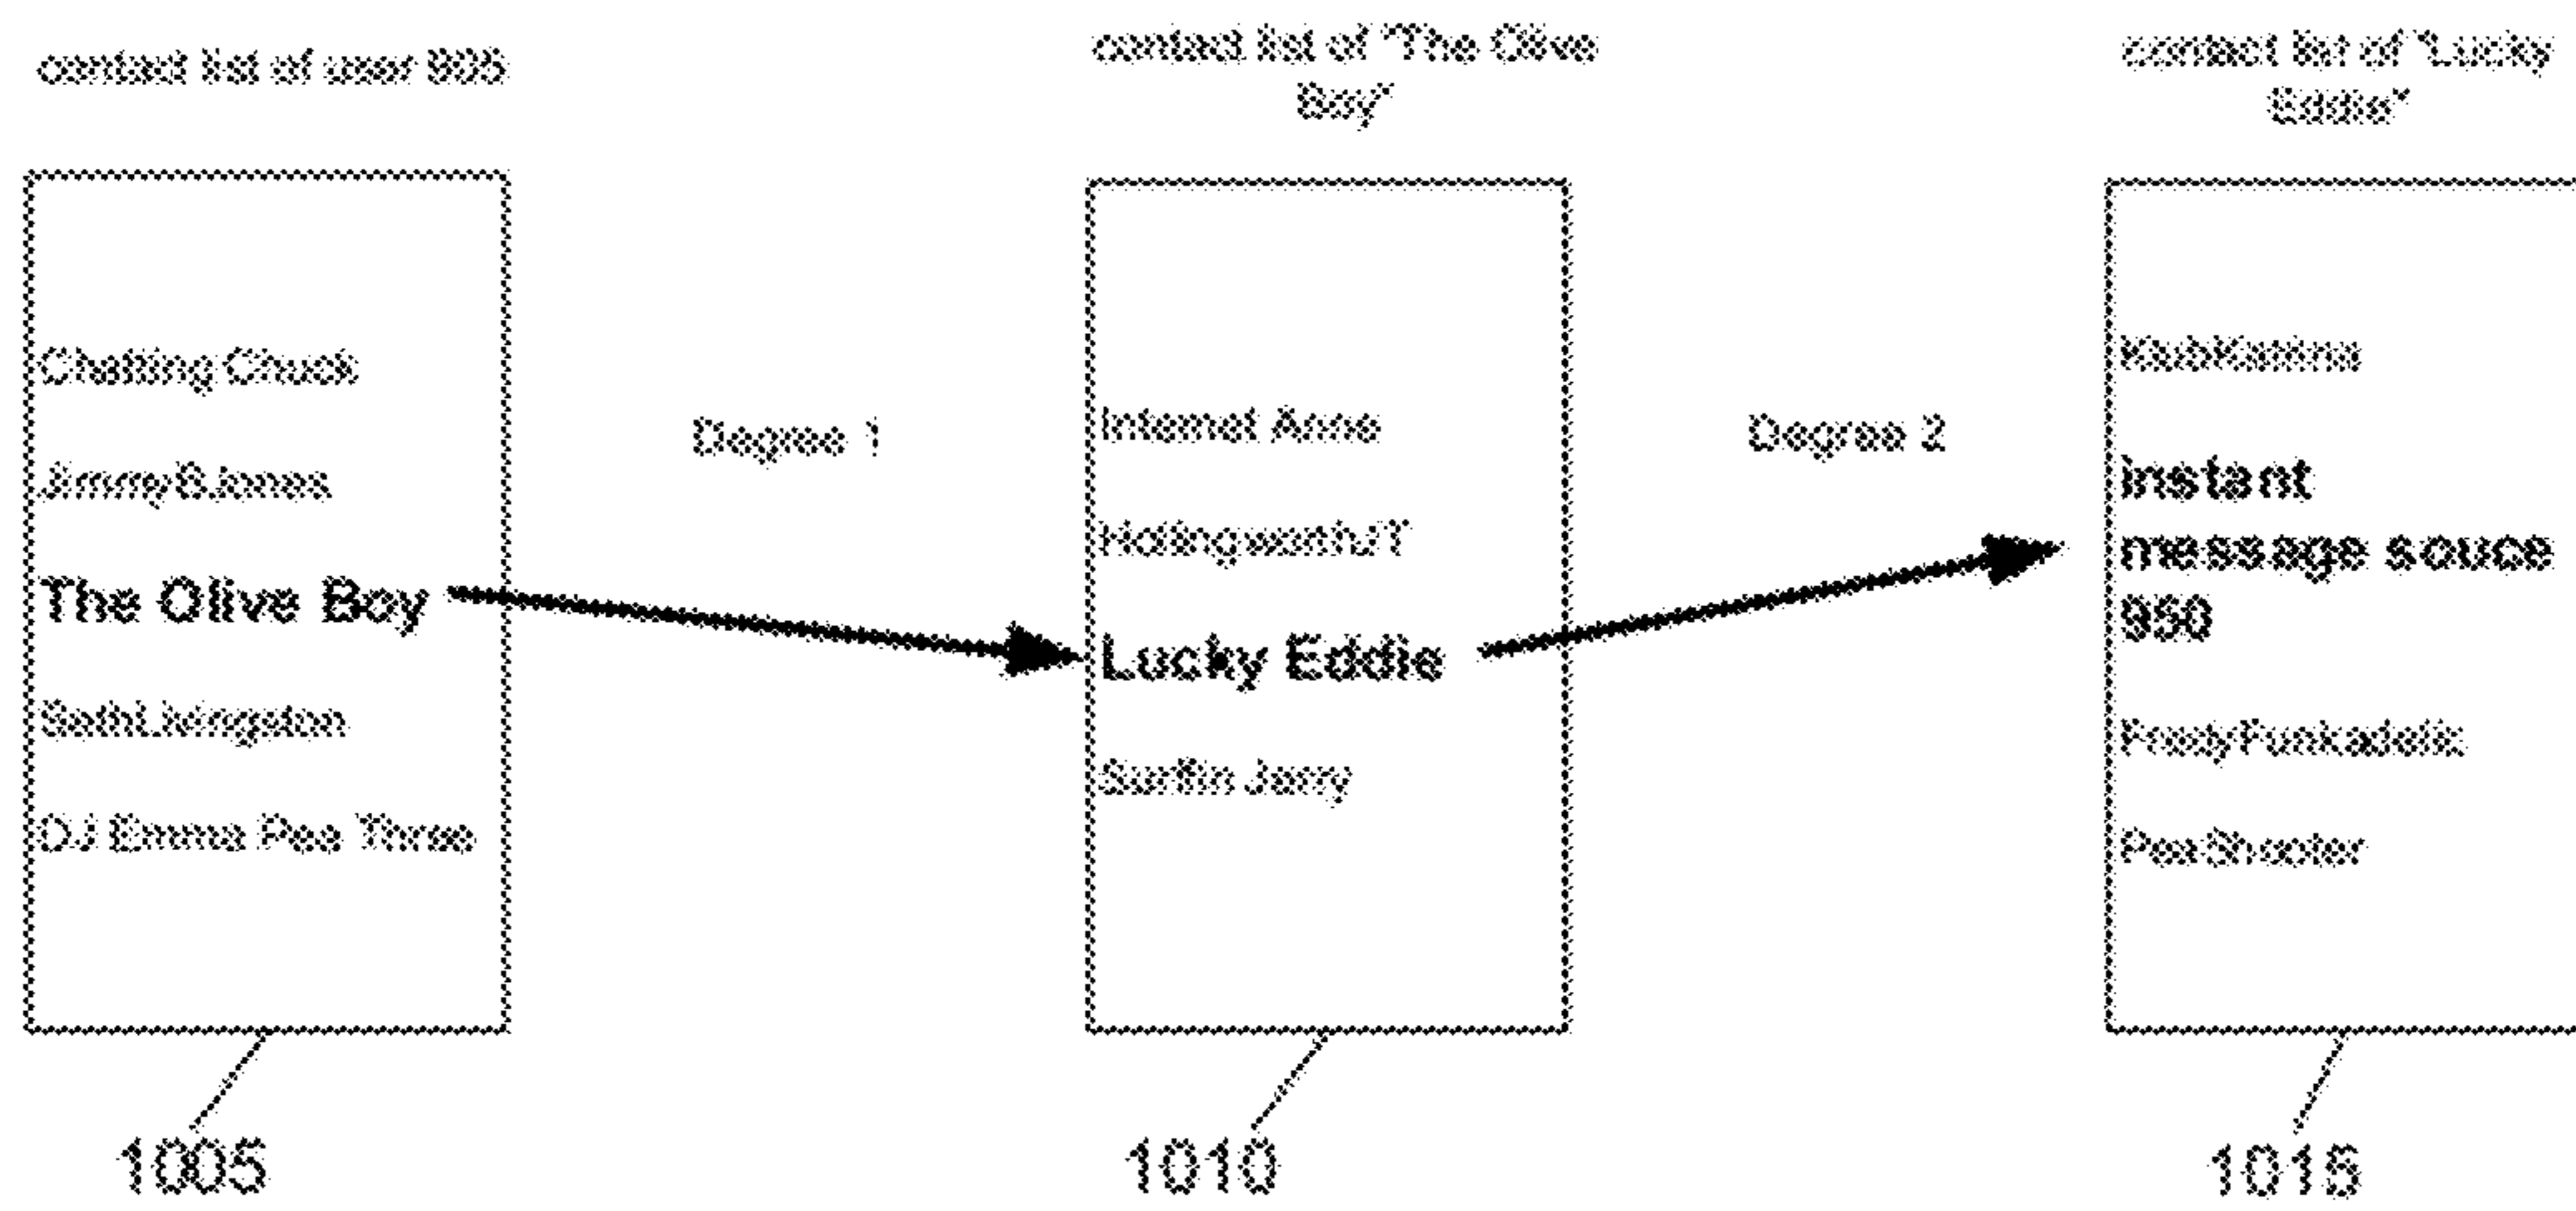 contact list of user 905
contact list of "The Olive
Boy"
contact list of "Lucky
Eddie"
Chatting Chuck
JimmyBJones
The Olive Boy
SethLivingston
DJ Emma Pee Three
Degree 1
Internet Anne
HollingworthJT
Lucky Eddie
Surfin Jerry
Degree 2
instant
message souce
950
PeaShooter
1005
1010
1015